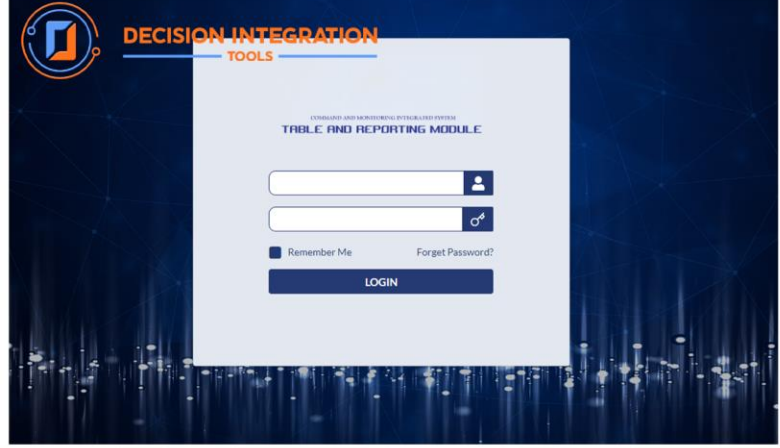 DECISION INTEGRATION
TOOLS
COMMAND AND MONITORING INTEGRATED SYSTEM
TABLE AND REPORTING MODULE
Remember Me
Forget Password?
LOGIN